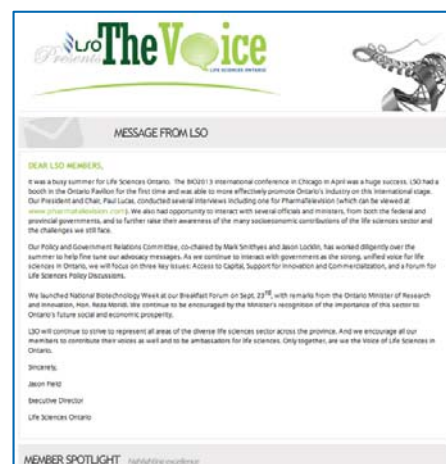 LSO
Presents
The Voice
LIFE SCIENCES ONTARIO
MESSAGE FROM LSO
DEAR LSO MEMBERS,
It was a busy summer for Life Sciences Ontario. The BIO2013 international conference in Chicago in April was a huge success. LSO had a
booth in the Ontario Pavilion for the first time and was able to more effectively promote Ontario's industry on this international stage.
Our President and Chair, Paul Lucas, conducted several interviews including one for PharmaTelevision (which can be viewed at
www.pharmatelevision.com). We also had opportunity to interact with several officials and ministers, from both the federal and
provincial governments, and to further raise their awareness of the many socioeconomic contributions of the life sciences sector and
the challenges we still face.
Our Policy and Government Relations Committee, co-chaired by Mark Smithyes and Jason Locklin, has worked diligently over the
summer to help fine tune our advocacy messages. As we continue to interact with government as the strong, unified voice for life
sciences in Ontario, we will focus on three key issues: Access to Capital, Support for Innovation and Commercialization, and a Forum for
Life Sciences Policy Discussions.
We launched National Biotechnology Week at our Breakfast Forum on Sept. 23rd, with remarks from the Ontario Minister of Research
and Innovation, Hon. Reza Moridi. We continue to be encouraged by the Minister's recognition of the importance of this sector to
Ontario's future social and economic prosperity.
LSO will continue to strive to represent all areas of the diverse life sciences sector across the province. And we encourage all our
members to contribute their voices as well and to be ambassadors for life sciences. Only together, are we the Voice of Life Sciences in
Ontario.
Sincerely,
Jason Field
Executive Director
Life Sciences Ontario
MEMBER SPOTLIGHT highlighting excellence